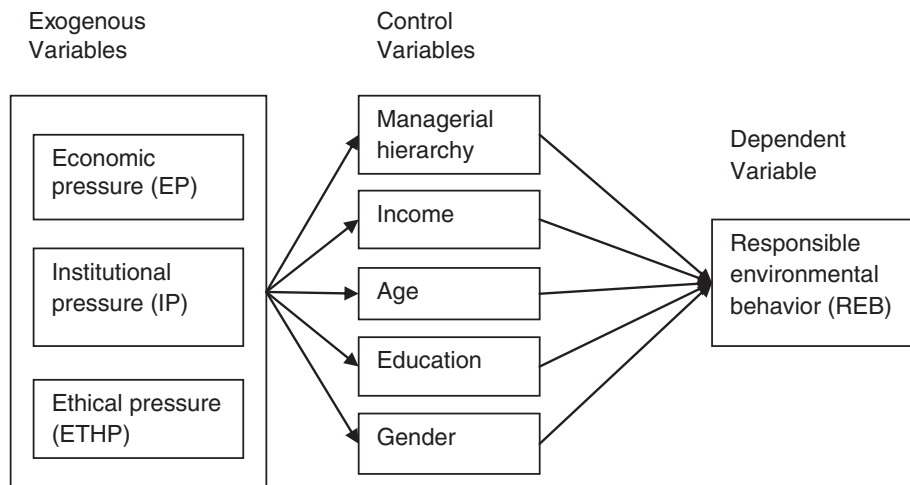 Exogenous
Variables
Control
Variables
Dependent
Variable
Economic
pressure (EP)
Institutional
pressure (IP)
Ethical pressure
(ETHP)
Managerial
hierarchy
Income
Age
Education
Gender
Responsible
environmental
behavior (REB)